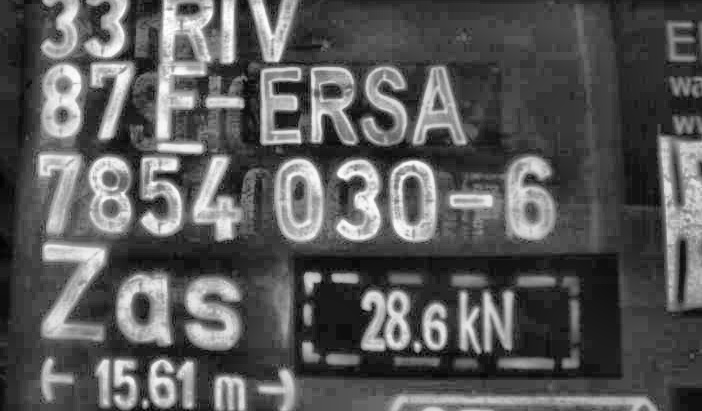 33 RIV
87 F-ERSA
7854 030-6
Zas
28.6 kN
15.61 m